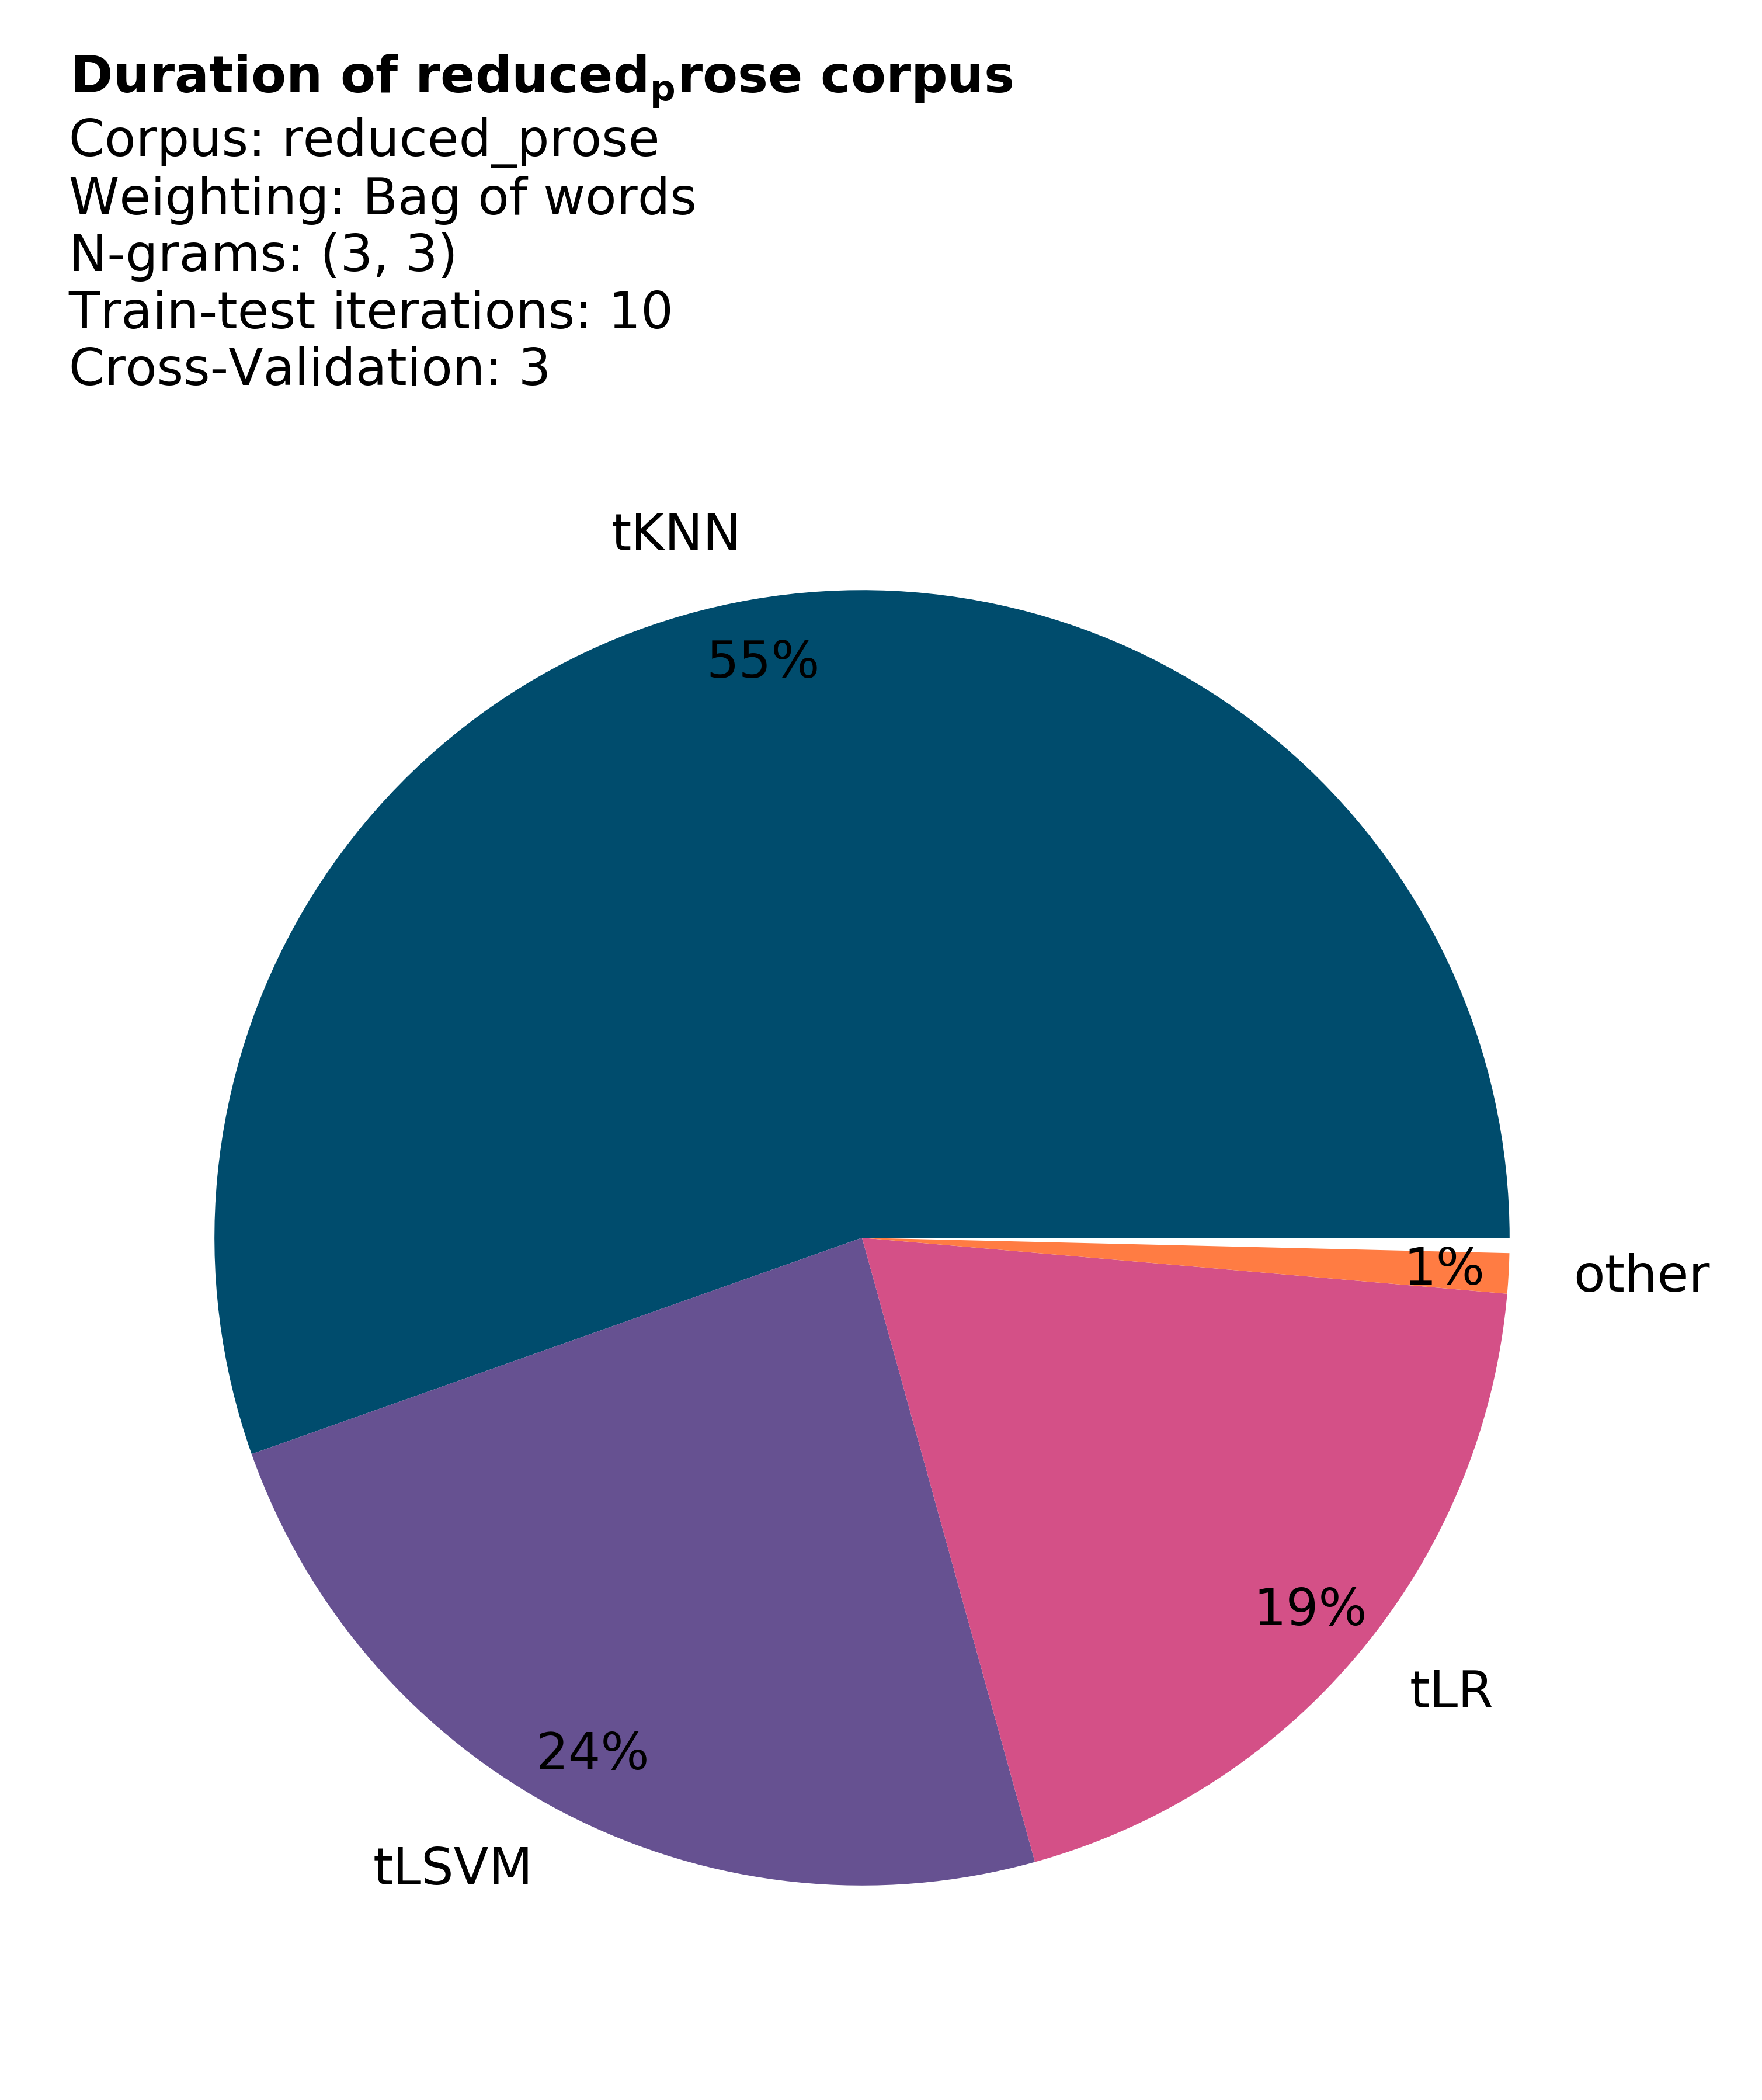 Duration of reducedₚrose corpus
Corpus: reduced_prose
Weighting: Bag of words
N-grams: (3, 3)
Train-test iterations: 10
Cross-Validation: 3
tKNN
55%
1%
other
19%
tLR
24%
tLSVM